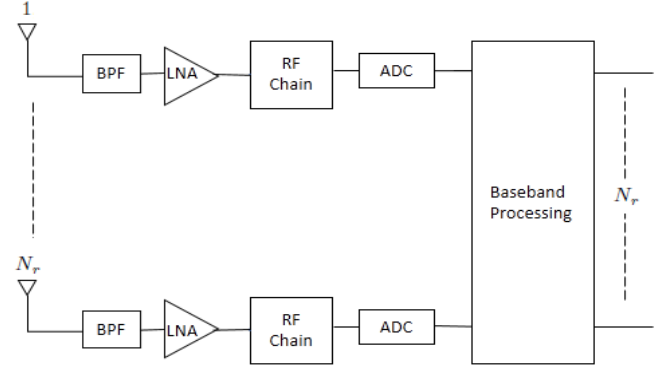 1
BPF
LNA
RF
Chain
ADC
Baseband
Processing
N_r
N_r
BPF
LNA
RF
Chain
ADC